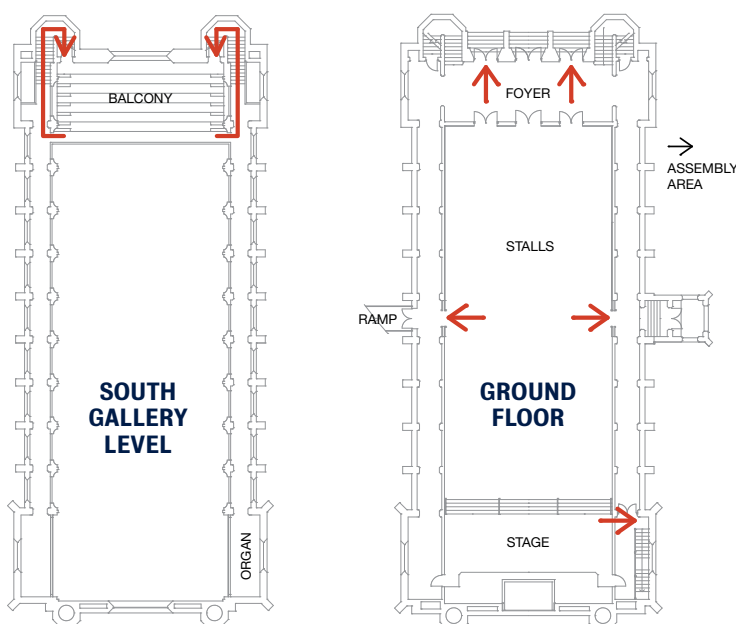 BALCONY
SOUTH
GALLERY
LEVEL
ORGAN
FOYER
ASSEMBLY
AREA
STALLS
RAMP
GROUND
FLOOR
STAGE